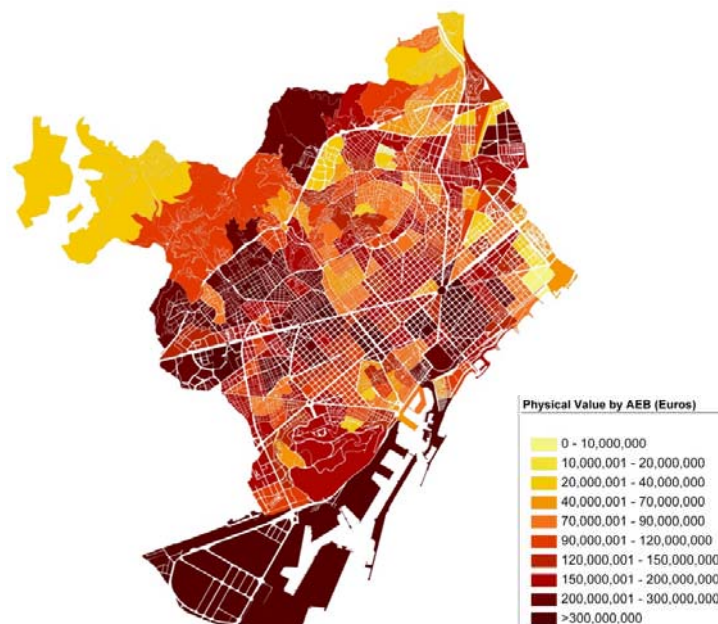 Physical Value by AEB (Euros)
0 - 10,000,000
10,000,001 - 20,000,000
20,000,001 - 40,000,000
40,000,001 - 70,000,000
70,000,001 - 90,000,000
90,000,001 - 120,000,000
120,000,001 - 150,000,000
150,000,001 - 200,000,000
200,000,001 - 300,000,000
>300,000,000